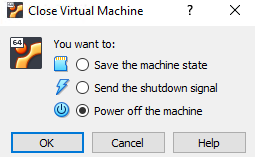 Close Virtual Machine
64
You want to:
Save the machine state
Send the shutdown signal
Power off the machine
OK Cancel Help